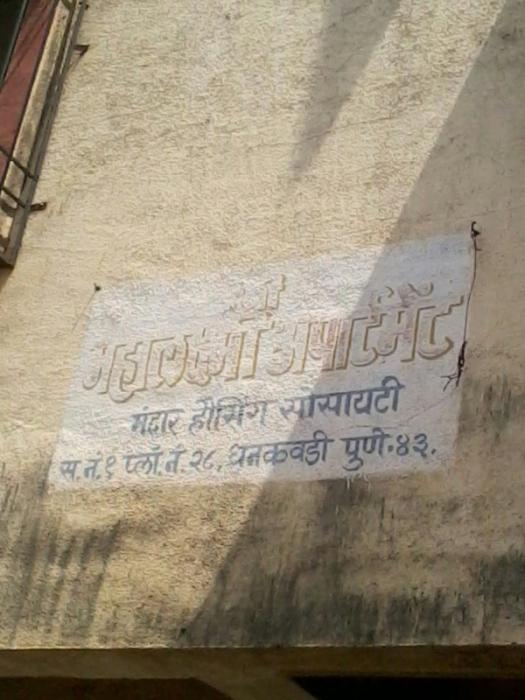 श्री
महालक्ष्मी अपार्टमेंट
मंदार हौसिंग सोसायटी
स.नं.१ प्लॉ.नं.२८, धनकवडी पुणे-४३.